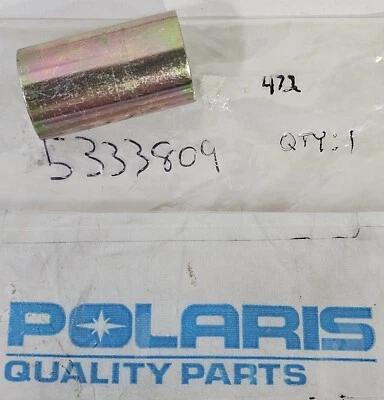 472
5333809 QTY: 1
POLARIS
QUALITY PARTS